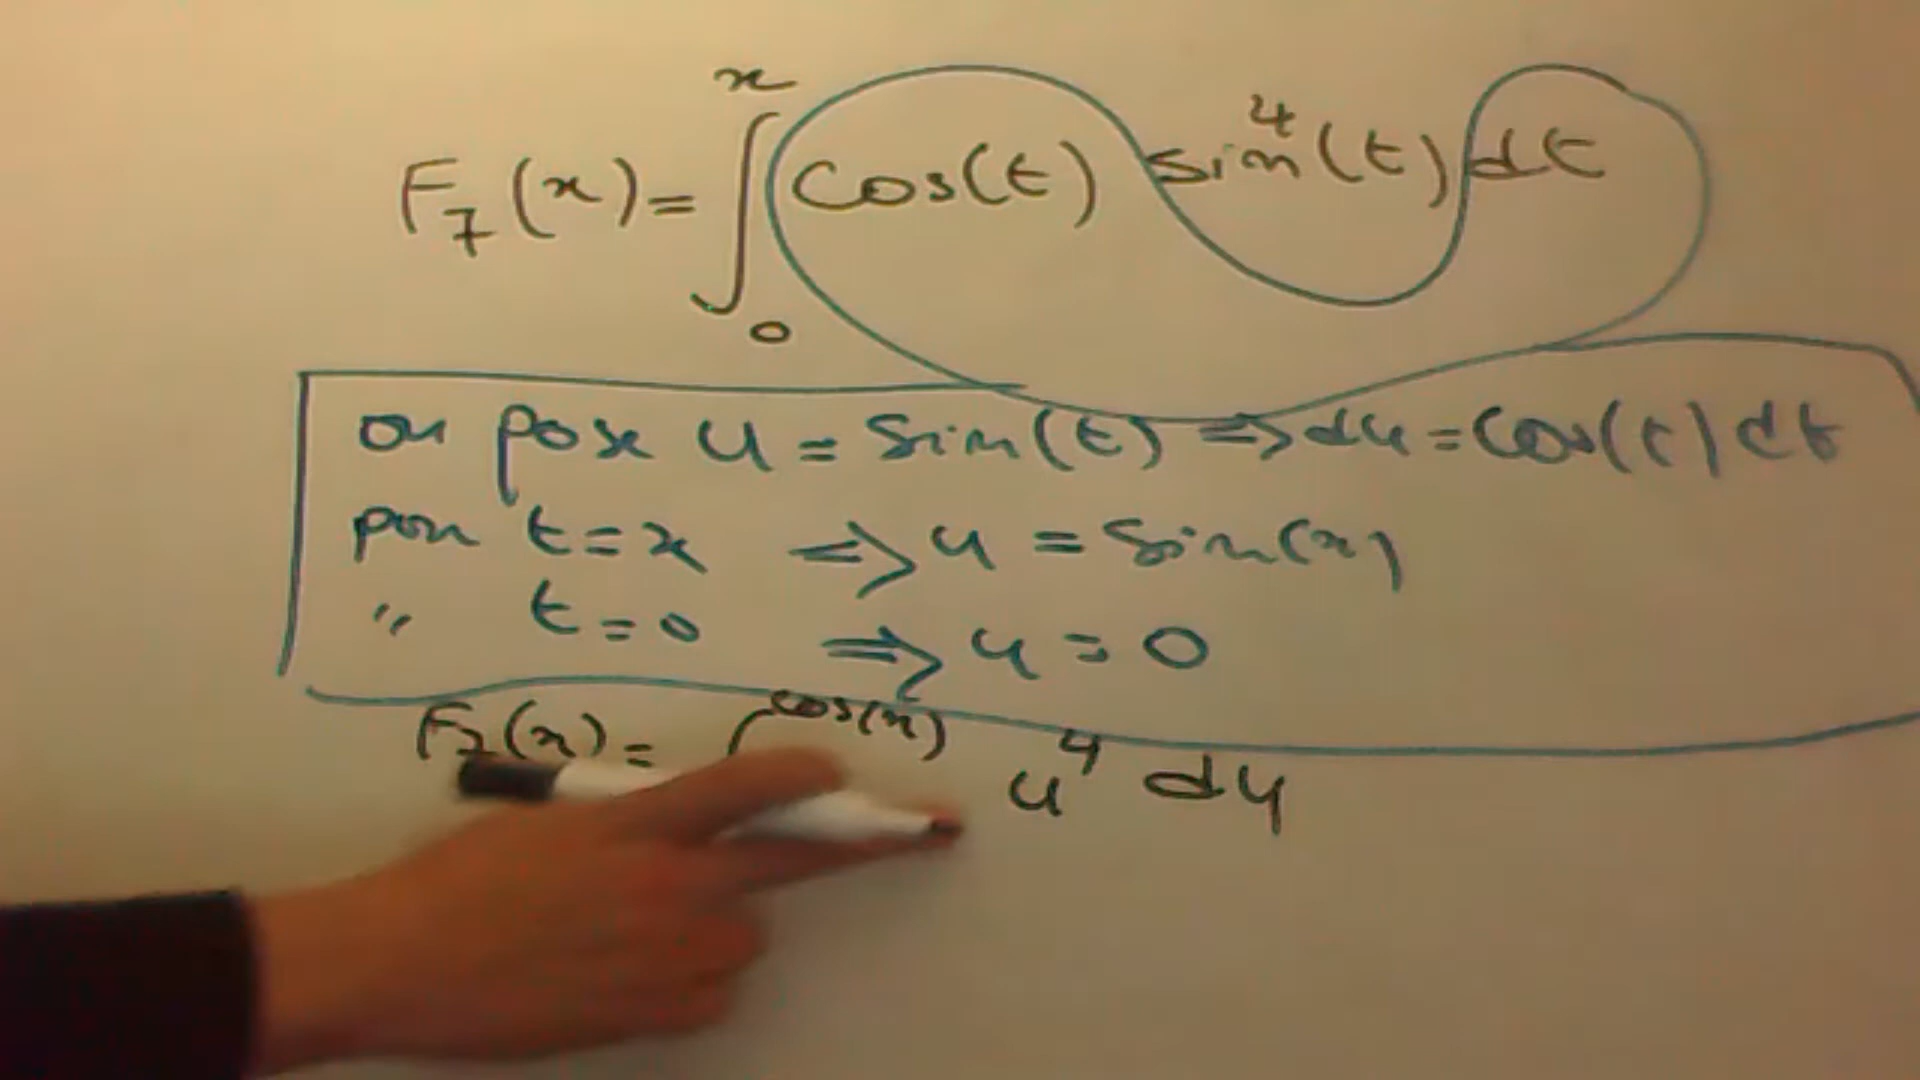 F₇(x) = ∫₀ˣ cos(t) sin⁴(t) dt
on pose u = sin(t) ⇒ du = cos(t) dt
pour t = x ⇒ u = sin(x)
" t = 0 ⇒ u = 0
F₇(x) = ∫^cos(x) u⁴ du